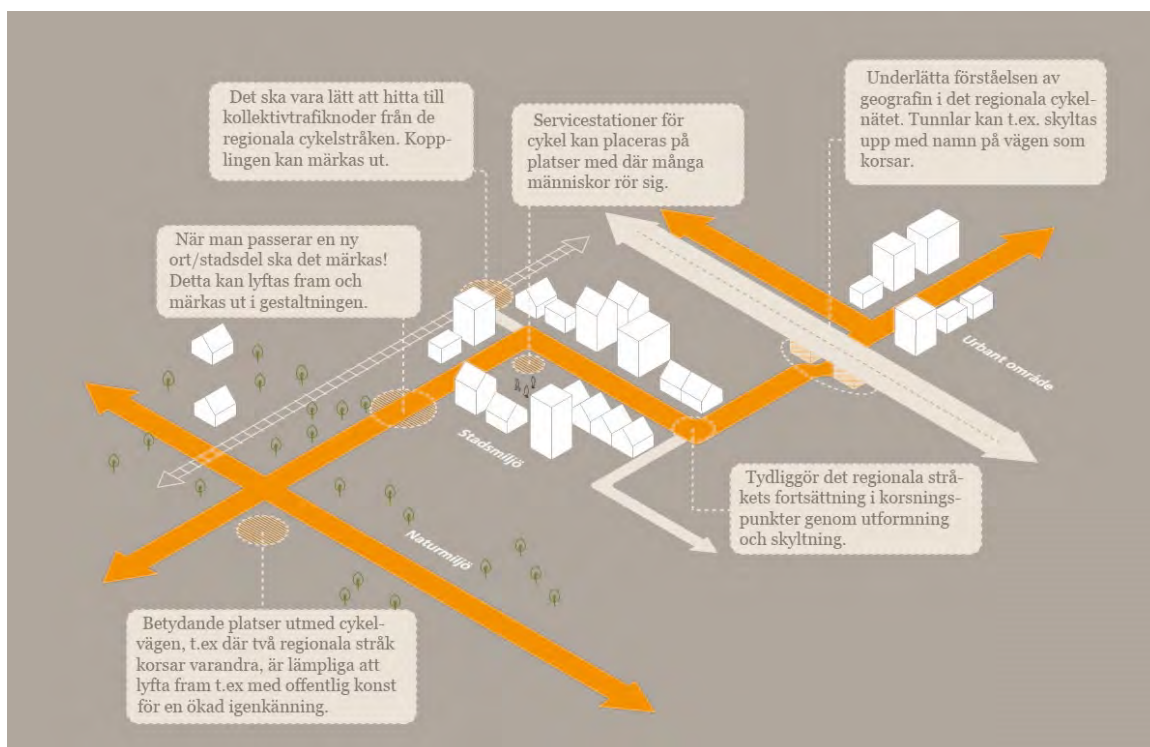 Det ska vara lätt att hitta till
kollektivtrafiknoder från de
regionala cykelstråken. Kopp-
lingen kan märkas ut.
Servicestationer för
cykel kan placeras på
platser med där många
människor rör sig.
Underlätta förståelsen av
geografin i det regionala cykel-
nätet. Tunnlar kan t.ex. skyltas
upp med namn på vägen som
korsar.
När man passerar en ny
ort/stadsdel ska det märkas!
Detta kan lyftas fram och
märkas ut i gestaltningen.
Urbant område
Stadsmiljö
Naturmiljö
Tydliggör det regionala strå-
kets fortsättning i korsnings-
punkter genom utformning
och skyltning.
Betydande platser utmed cykel-
vägen, t.ex där två regionala stråk
korsar varandra, är lämpliga att
lyfta fram t.ex med offentlig konst
för en ökad igenkänning.